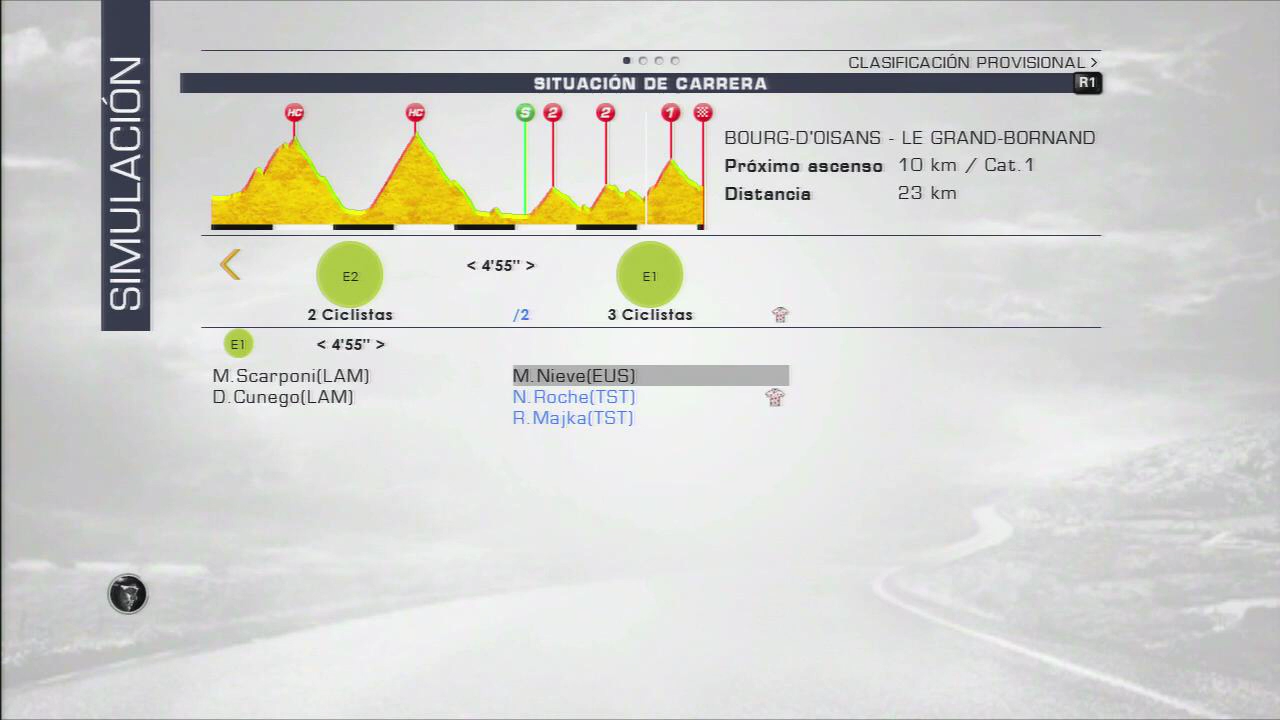 SIMULACIÓN
CLASIFICACIÓN PROVISIONAL >
SITUACIÓN DE CARRERA
R1
HC HC S 2 2 1
BOURG-D'OISANS - LE GRAND-BORNAND
Próximo ascenso 10 km / Cat.1
Distancia 23 km
E2 < 4'55'' > E1
2 Ciclistas /2 3 Ciclistas
E1 < 4'55'' >
M.Scarponi(LAM) M.Nieve(EUS)
D.Cunego(LAM) N.Roche(TST)
R.Majka(TST)